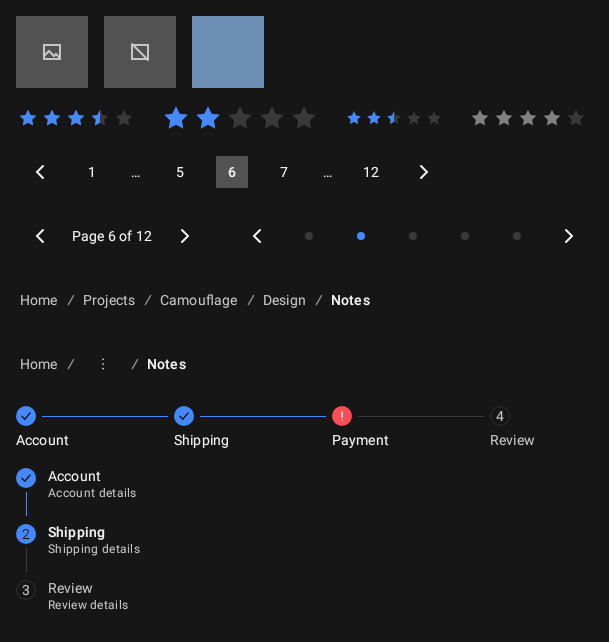 1 … 5 6 7 … 12
Page 6 of 12
Home / Projects / Camouflage / Design / Notes
Home / ⋮ / Notes
! 4
Account Shipping Payment Review
Account
Account details
2 Shipping
Shipping details
3 Review
Review details